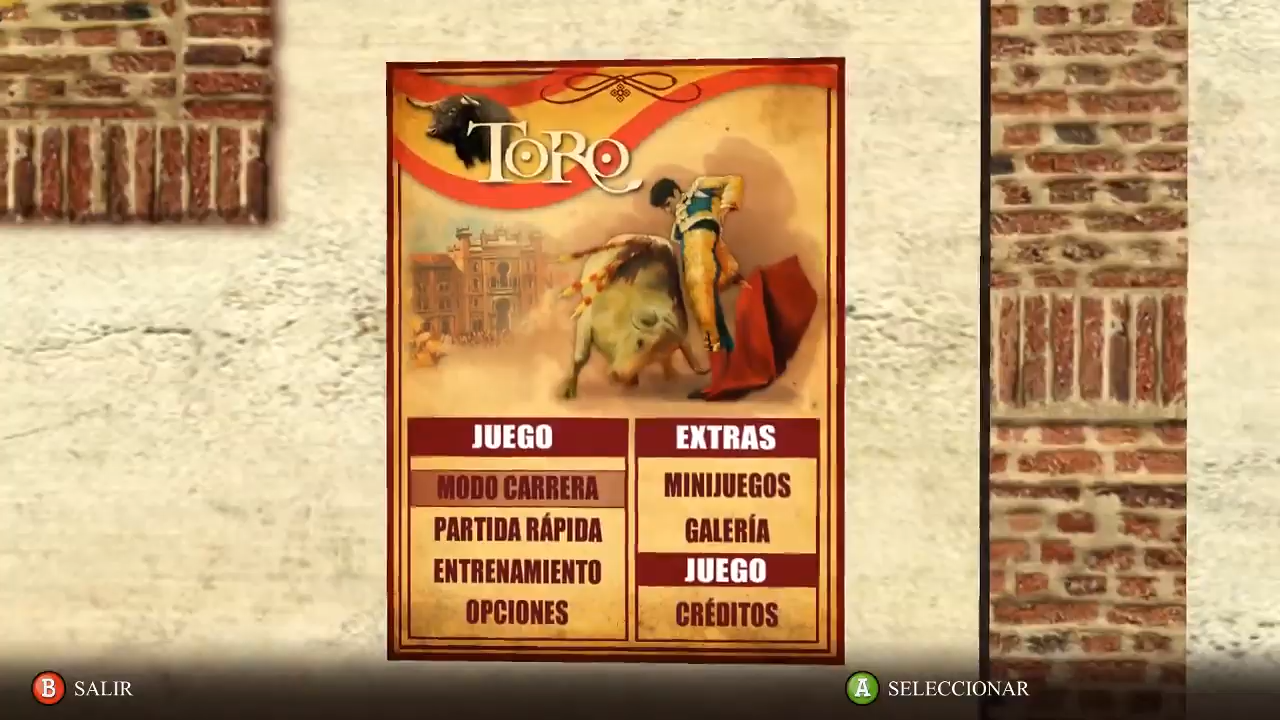 TORO
JUEGO
MODO CARRERA
PARTIDA RÁPIDA
ENTRENAMIENTO
OPCIONES
EXTRAS
MINIJUEGOS
GALERÍA
JUEGO
CRÉDITOS
B SALIR
A SELECCIONAR